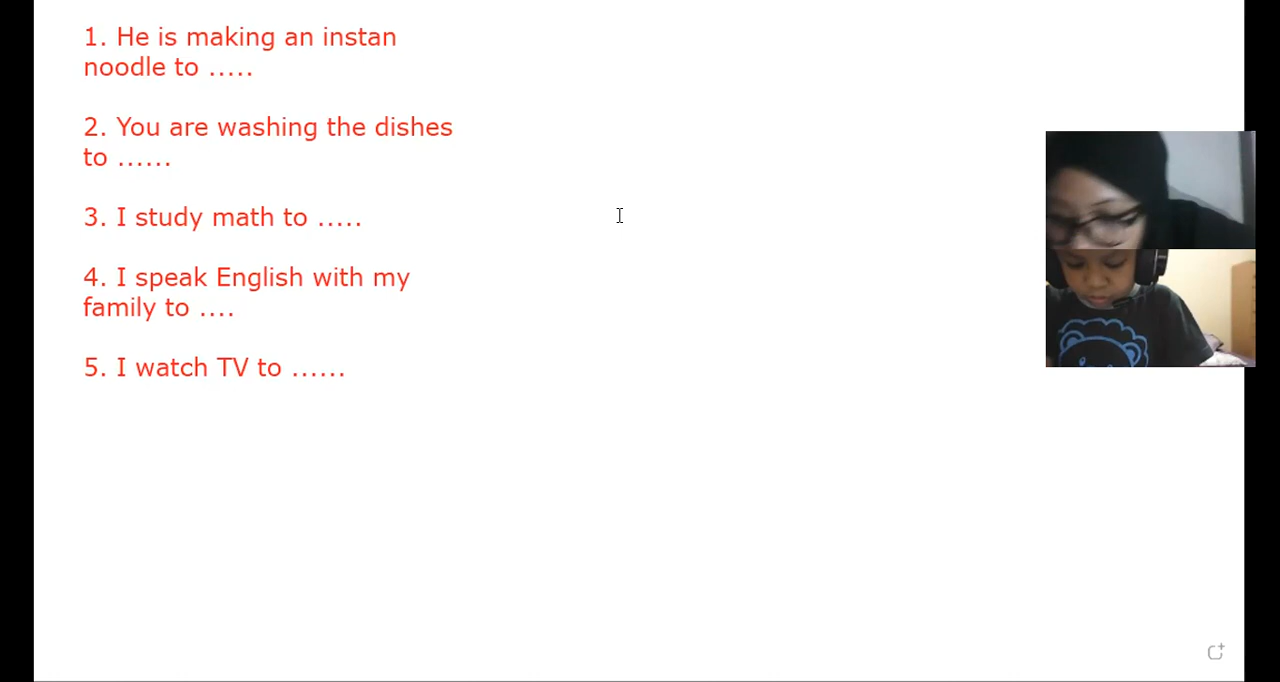 1. He is making an instan
noodle to .....
2. You are washing the dishes
to ......
3. I study math to .....
4. I speak English with my
family to ....
5. I watch TV to ......